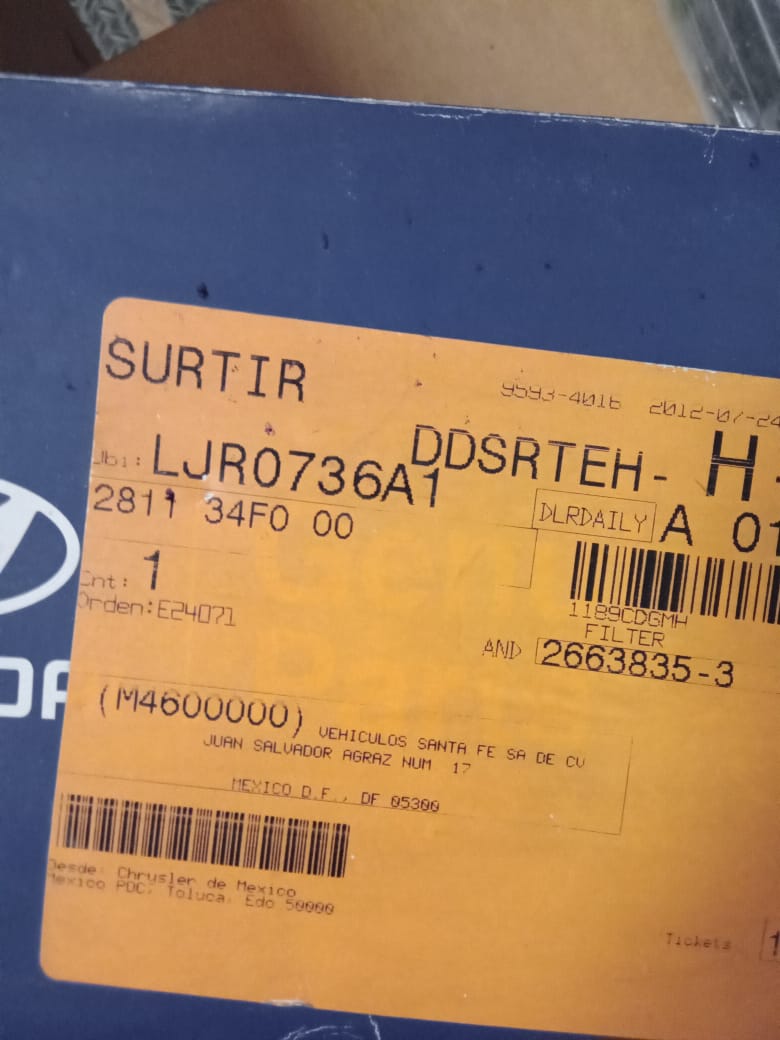 SURTIR
9593-4016 2012-07-24
Ubi: LJR0736A1 DDSRTEH- H-
2811 34F0 00
DLRDAILY A 01
Cnt: 1
1189CDGMH
Orden:E24071
FILTER
AND 2663835-3
(M4600000) VEHICULOS SANTA FE SA DE CV
JUAN SALVADOR AGRAZ NUM 17
MEXICO D.F., DF 05300
Desde: Chrysler de Mexico
Mexico PDC, Toluca, Edo 50000
Tickets 1